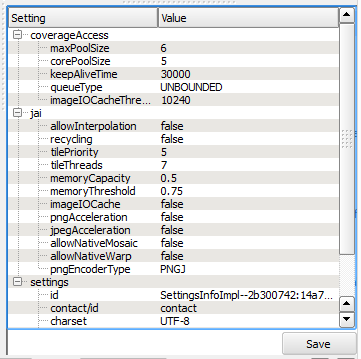 Setting Value
coverageAccess
maxPoolSize 6
corePoolSize 5
keepAliveTime 30000
queueType UNBOUNDED
imageIOCacheThre... 10240
jai
allowInterpolation false
recycling false
tilePriority 5
tileThreads 7
memoryCapacity 0.5
memoryThreshold 0.75
imageIOCache false
pngAcceleration false
jpegAcceleration false
allowNativeMosaic false
allowNativeWarp false
pngEncoderType PNGJ
settings
id SettingsInfoImpl--2b300742:14a7...
contact/id contact
charset UTF-8
Save